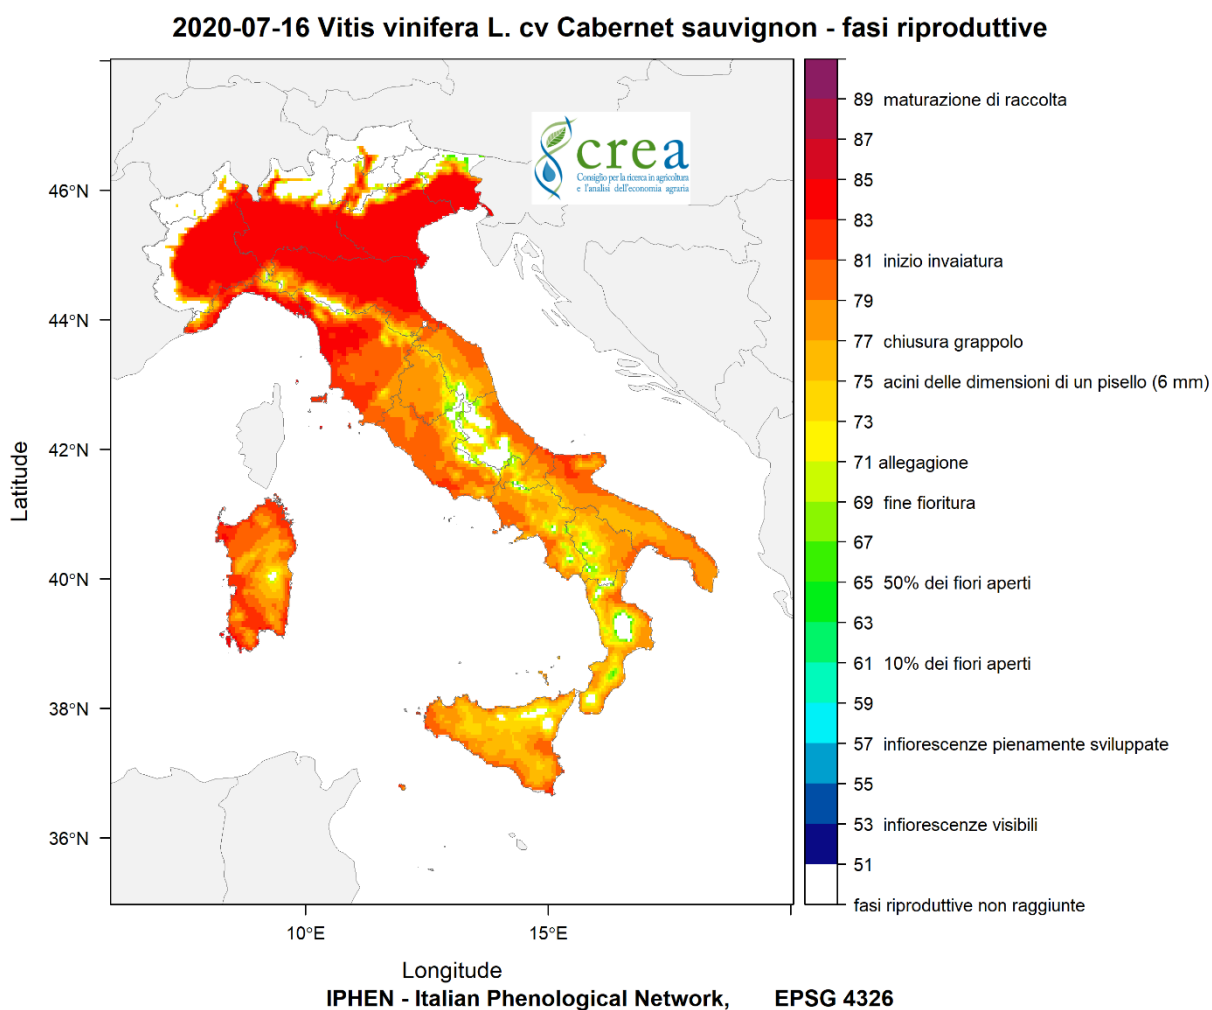 2020-07-16 Vitis vinifera L. cv Cabernet sauvignon - fasi riproduttive
crea
Consiglio per la ricerca in agricoltura
e l'analisi dell'economia agraria
46°N
44°N
42°N
40°N
38°N
36°N
Latitude
10°E
15°E
Longitude
89 maturazione di raccolta
87
85
83
81 inizio invaiatura
79
77 chiusura grappolo
75 acini delle dimensioni di un pisello (6 mm)
73
71 allegagione
69 fine fioritura
67
65 50% dei fiori aperti
63
61 10% dei fiori aperti
59
57 infiorescenze pienamente sviluppate
55
53 infiorescenze visibili
51
fasi riproduttive non raggiunte
IPHEN - Italian Phenological Network, EPSG 4326